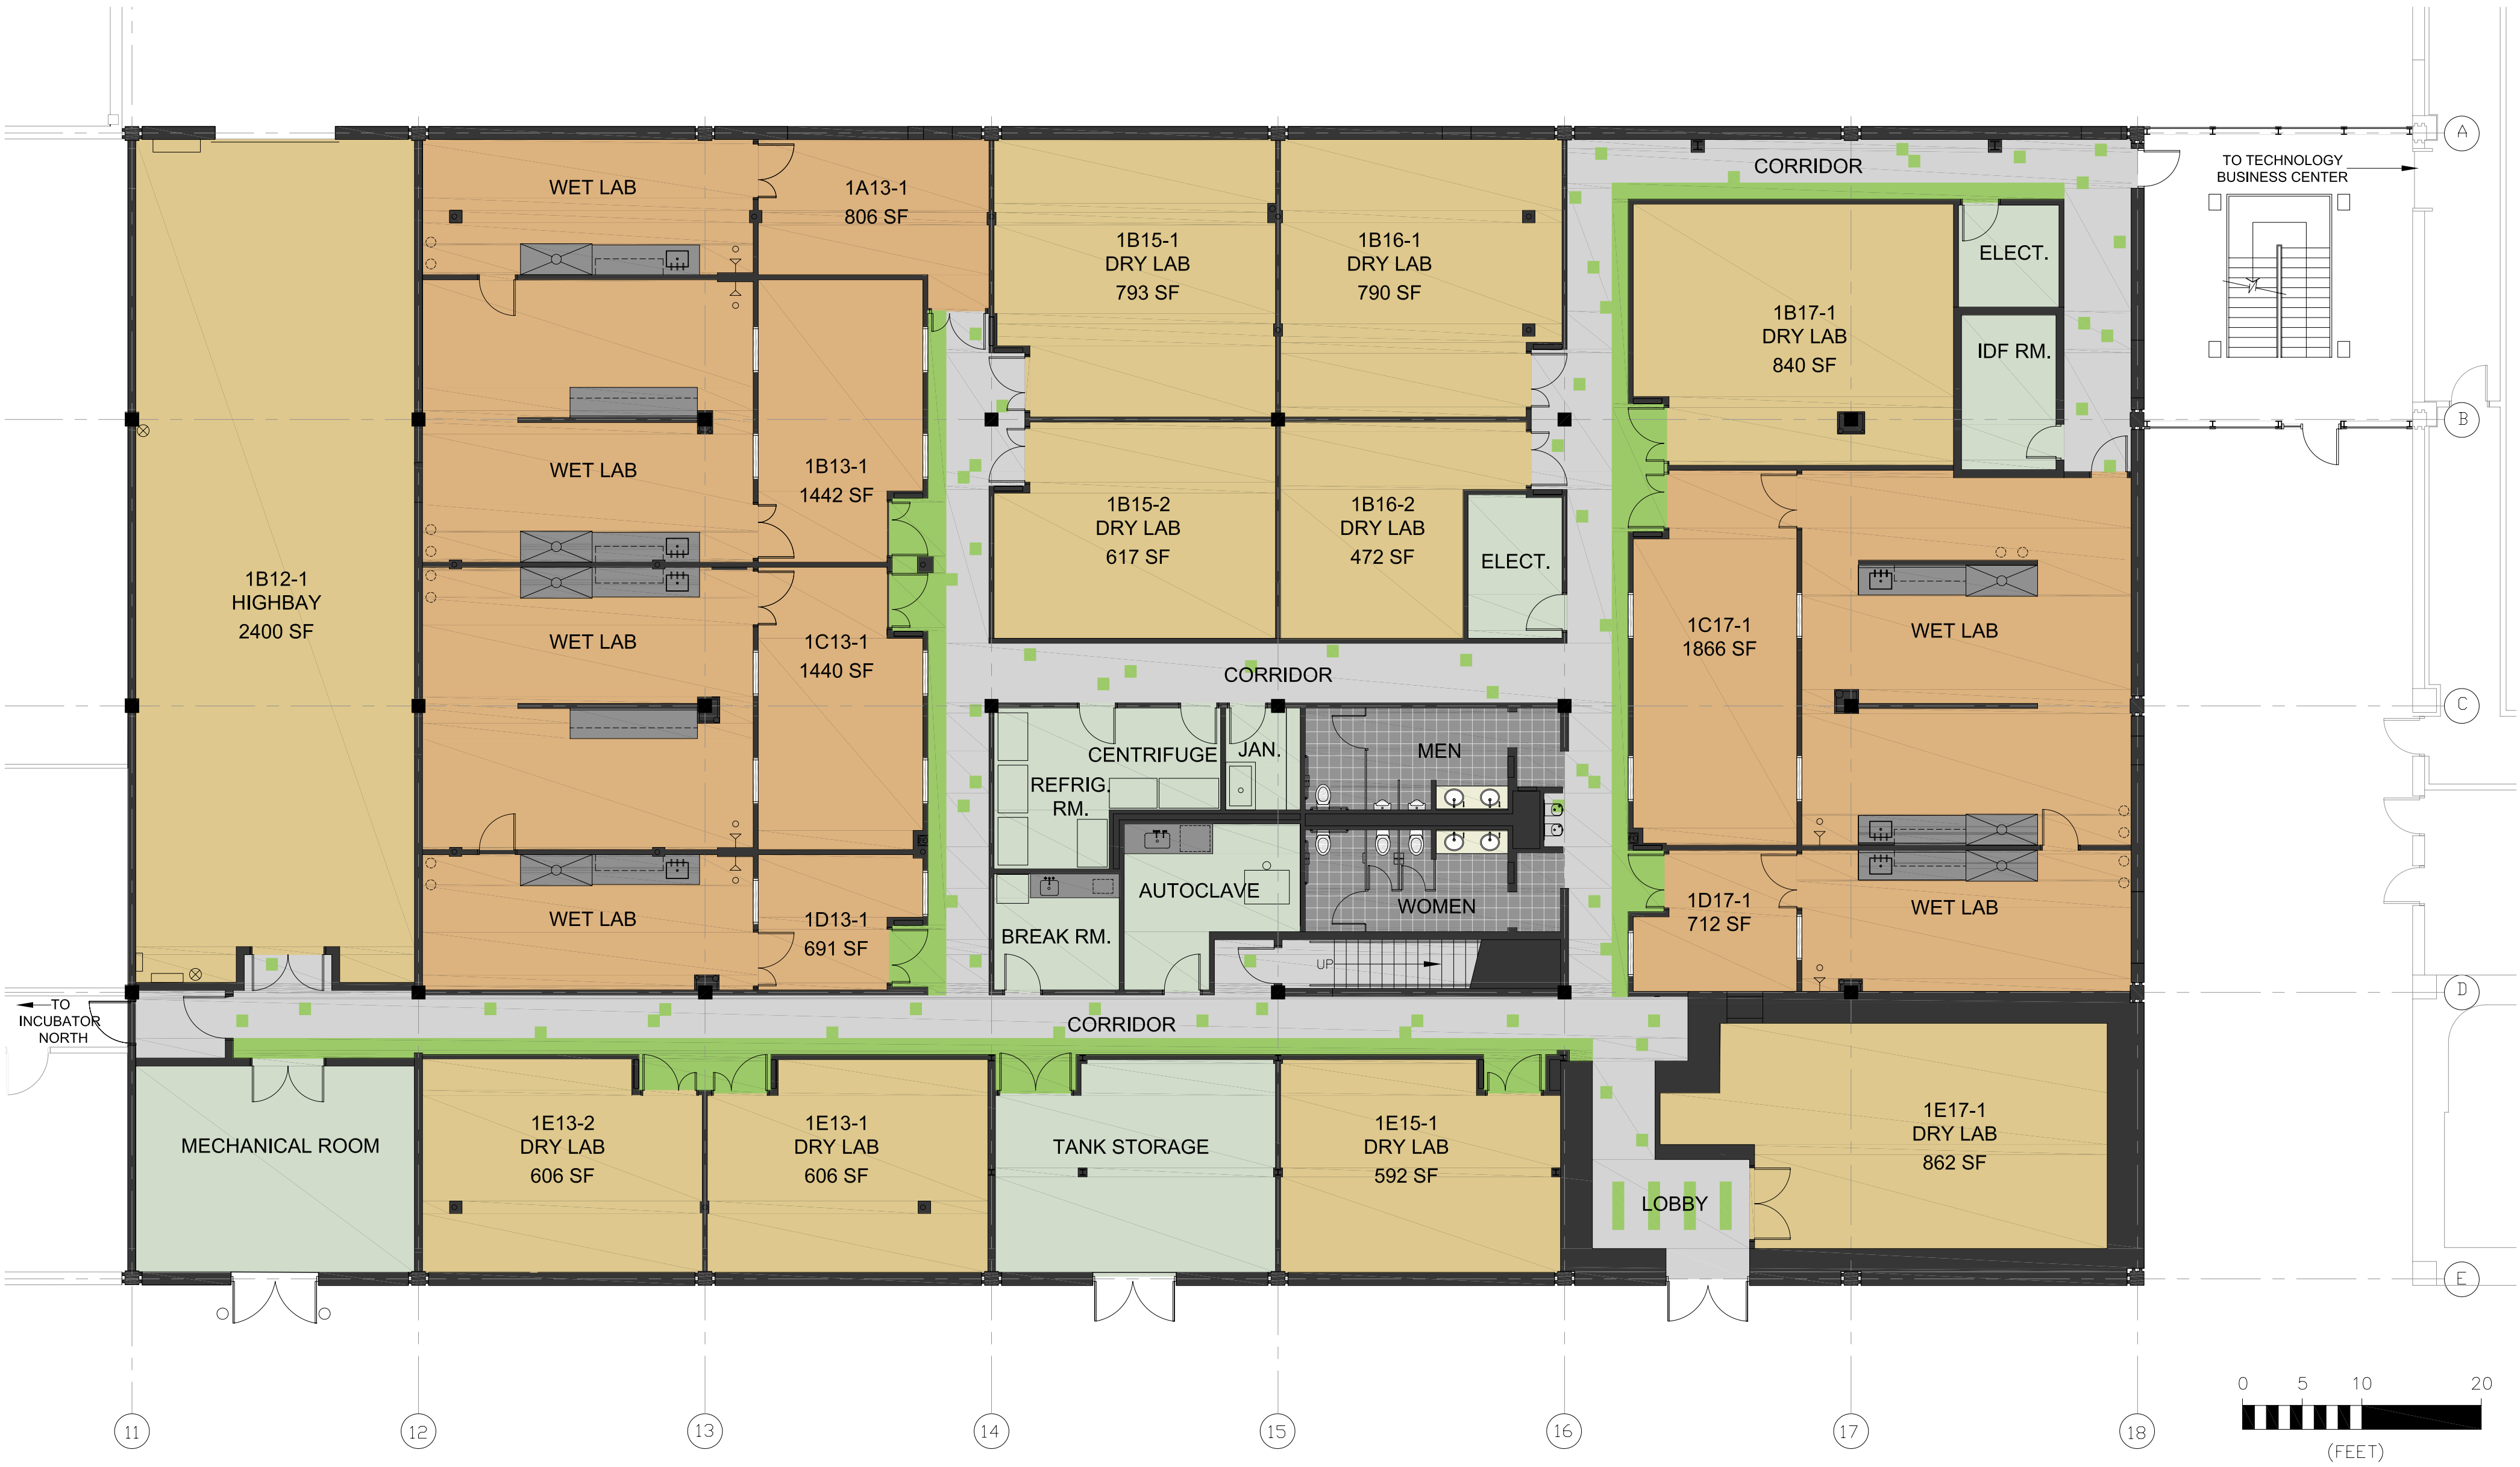 A
CORRIDOR
TO TECHNOLOGY
BUSINESS CENTER
WET LAB
1A13-1
806 SF
1B15-1
DRY LAB
793 SF
1B16-1
DRY LAB
790 SF
ELECT.
1B17-1
DRY LAB
840 SF
IDF RM.
B
WET LAB
1B13-1
1442 SF
1B15-2
DRY LAB
617 SF
1B16-2
DRY LAB
472 SF
ELECT.
1B12-1
HIGHBAY
2400 SF
WET LAB
1C13-1
1440 SF
1C17-1
1866 SF
WET LAB
CORRIDOR
C
CENTRIFUGE
JAN.
MEN
REFRIG.
RM.
AUTOCLAVE
WOMEN
WET LAB
1D13-1
691 SF
BREAK RM.
UP
1D17-1
712 SF
WET LAB
D
TO
INCUBATOR
NORTH
CORRIDOR
MECHANICAL ROOM
1E13-2
DRY LAB
606 SF
1E13-1
DRY LAB
606 SF
TANK STORAGE
1E15-1
DRY LAB
592 SF
LOBBY
1E17-1
DRY LAB
862 SF
E
0 5 10 20
(FEET)
11 12 13 14 15 16 17 18